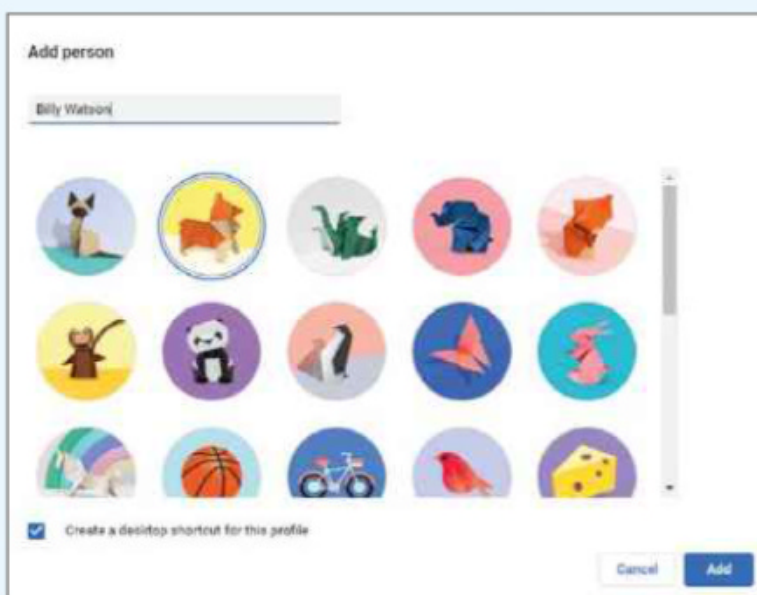 Add person
Billy Watson
Create a desktop shortcut for this profile
Cancel
Add